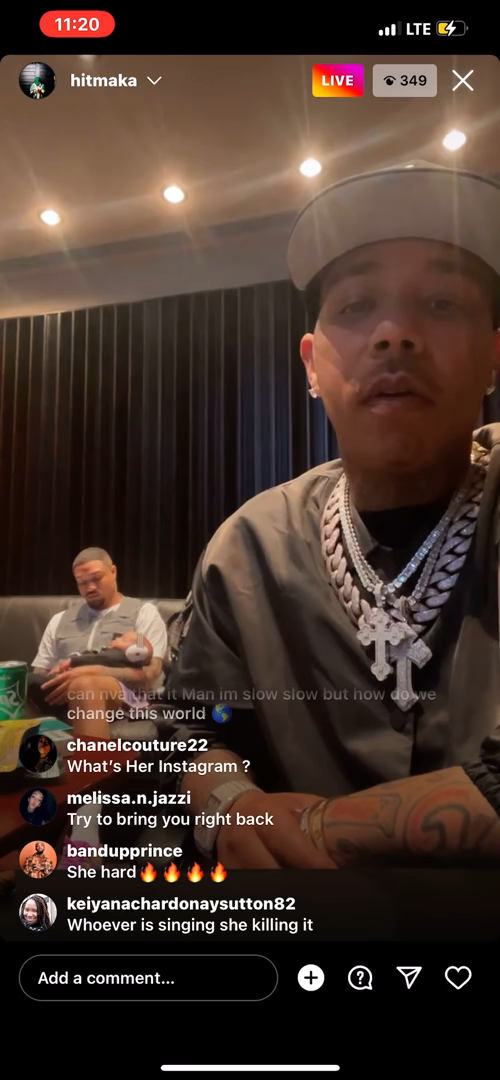 11:20
LTE
hitmaka
LIVE
349
can nva that it Man im slow slow but how do we
change this world 🌎
chanelcouture22
What's Her Instagram ?
melissa.n.jazzi
Try to bring you right back
bandupprince
She hard🔥🔥🔥🔥
keiyanachardonaysutton82
Whoever is singing she killing it
Add a comment...